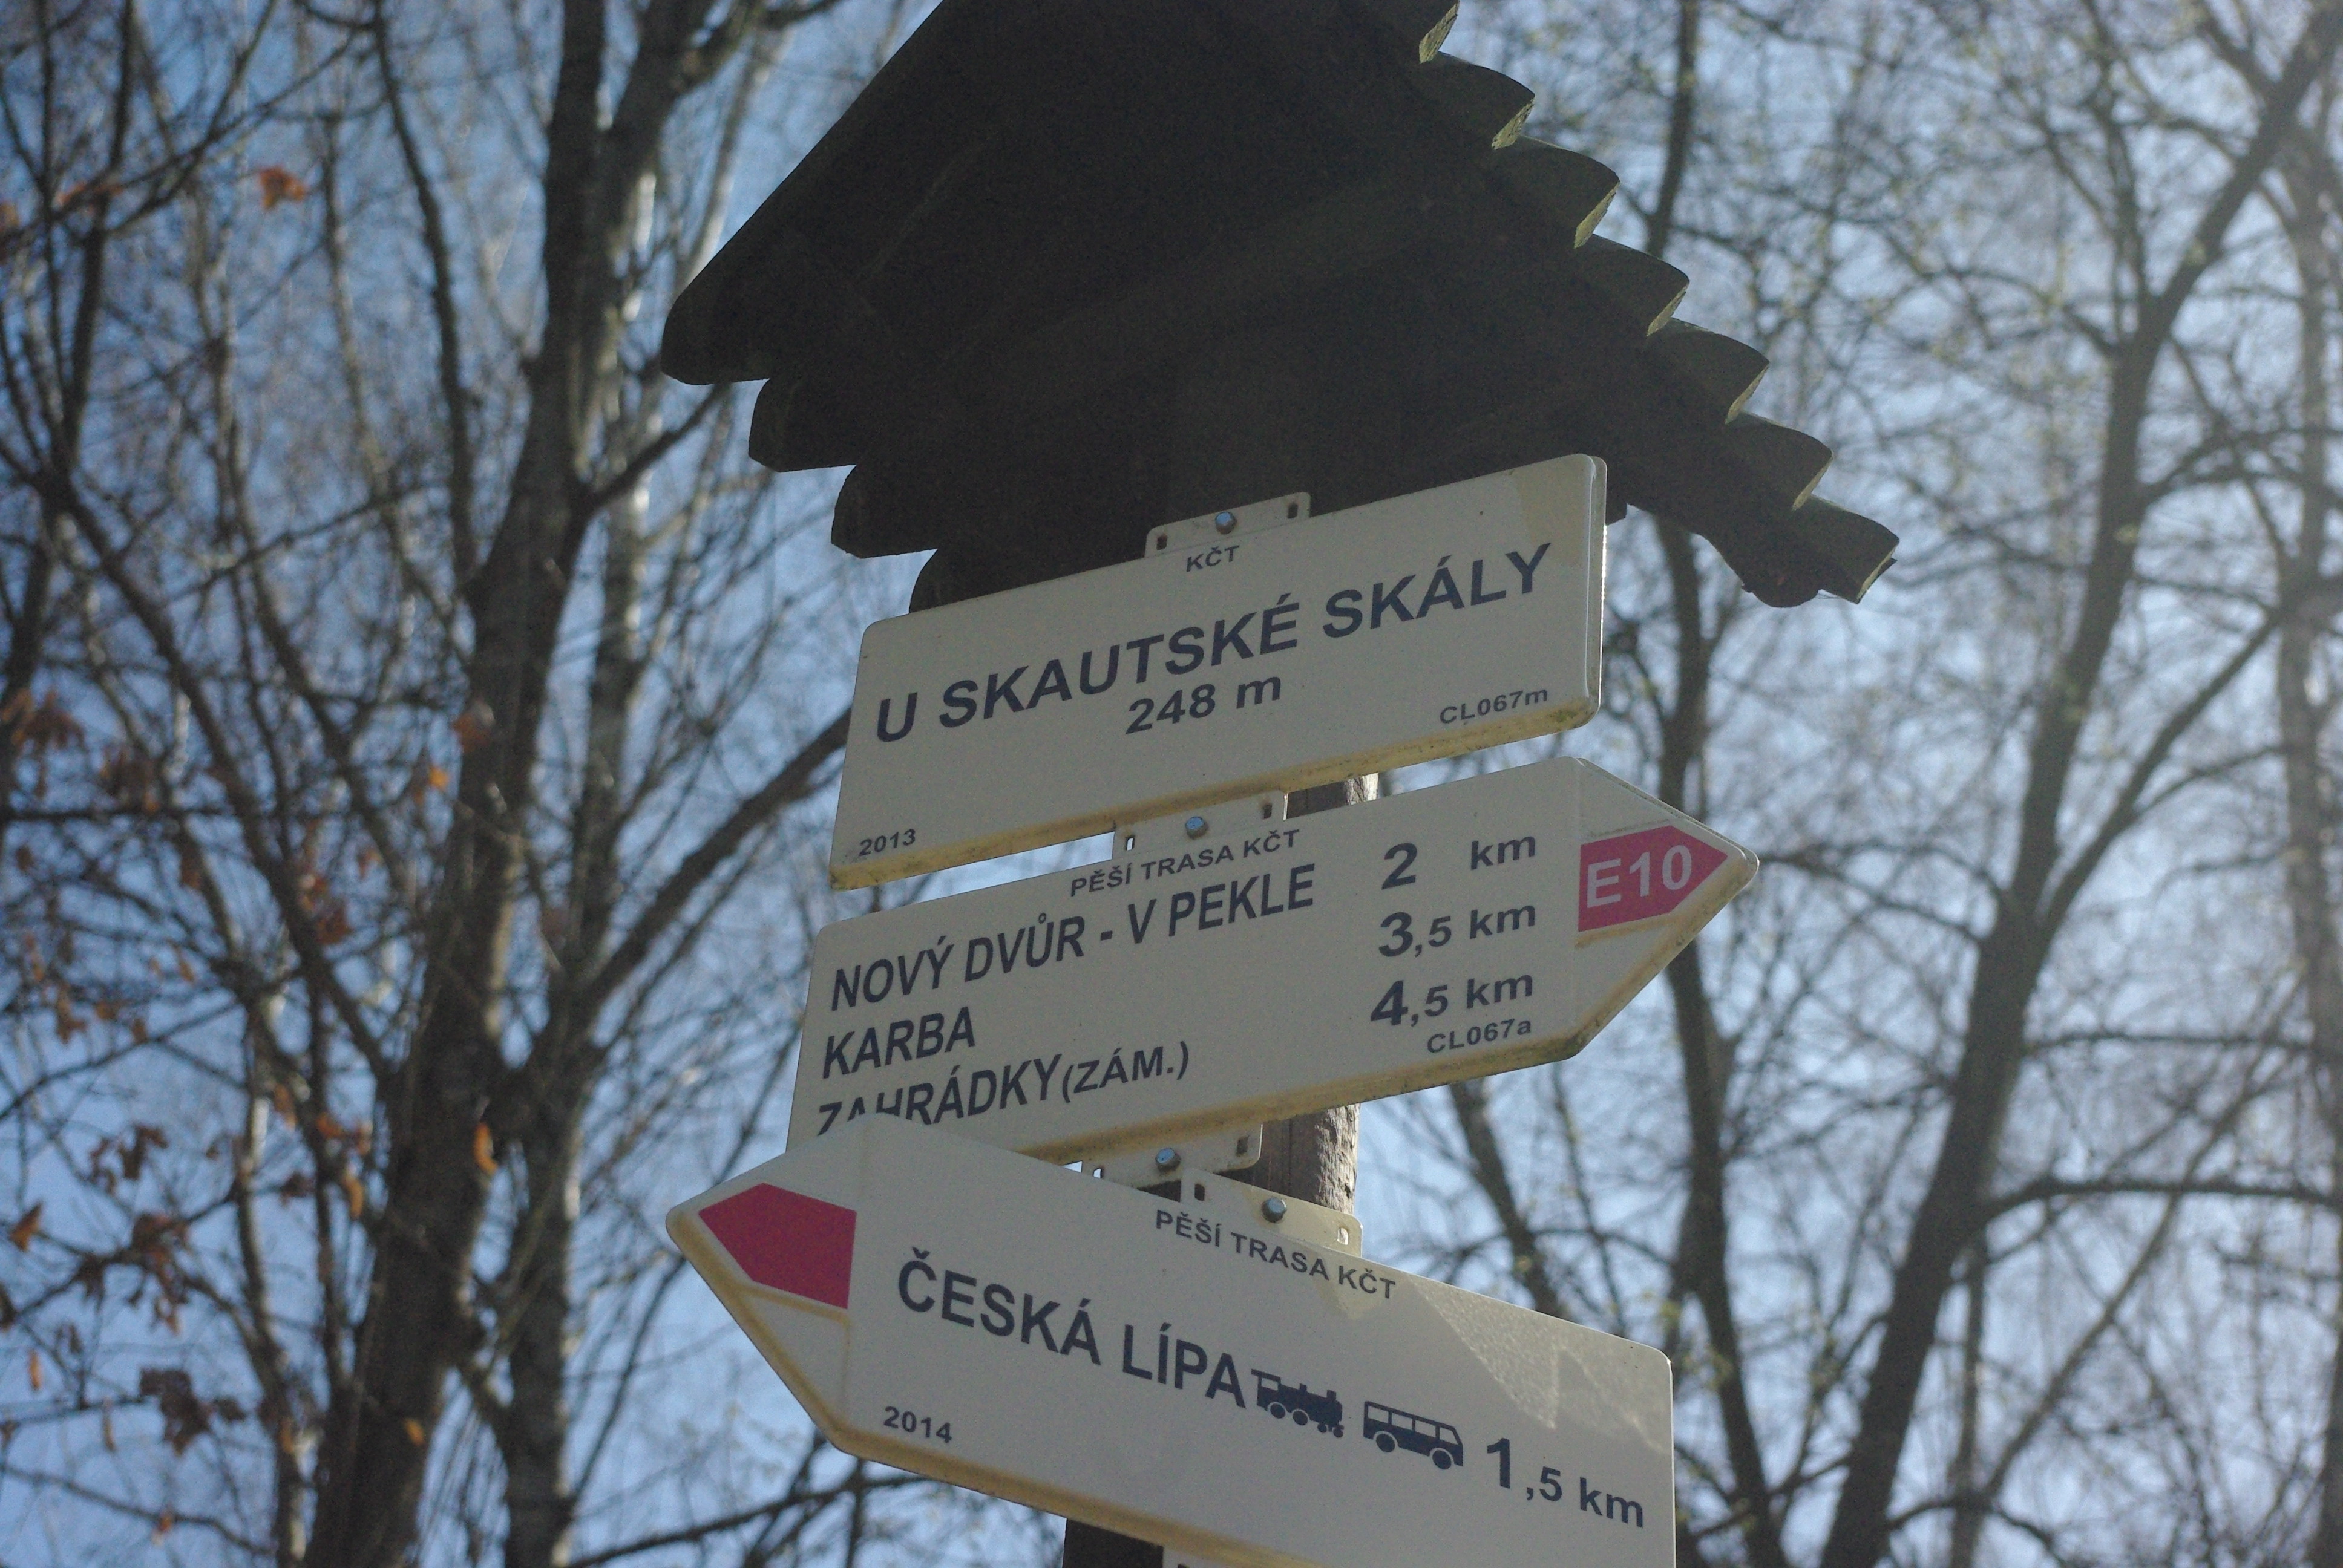 KČT
U SKAUTSKÉ SKÁLY
248 m
CL067m
2013
PĚŠÍ TRASA KČT
NOVÝ DVŮR - V PEKLE 2 km
KARBA 3,5 km
ZAHRÁDKY (ZÁM.) 4,5 km
CL067a
E10
PĚŠÍ TRASA KČT
ČESKÁ LÍPA 1,5 km
2014